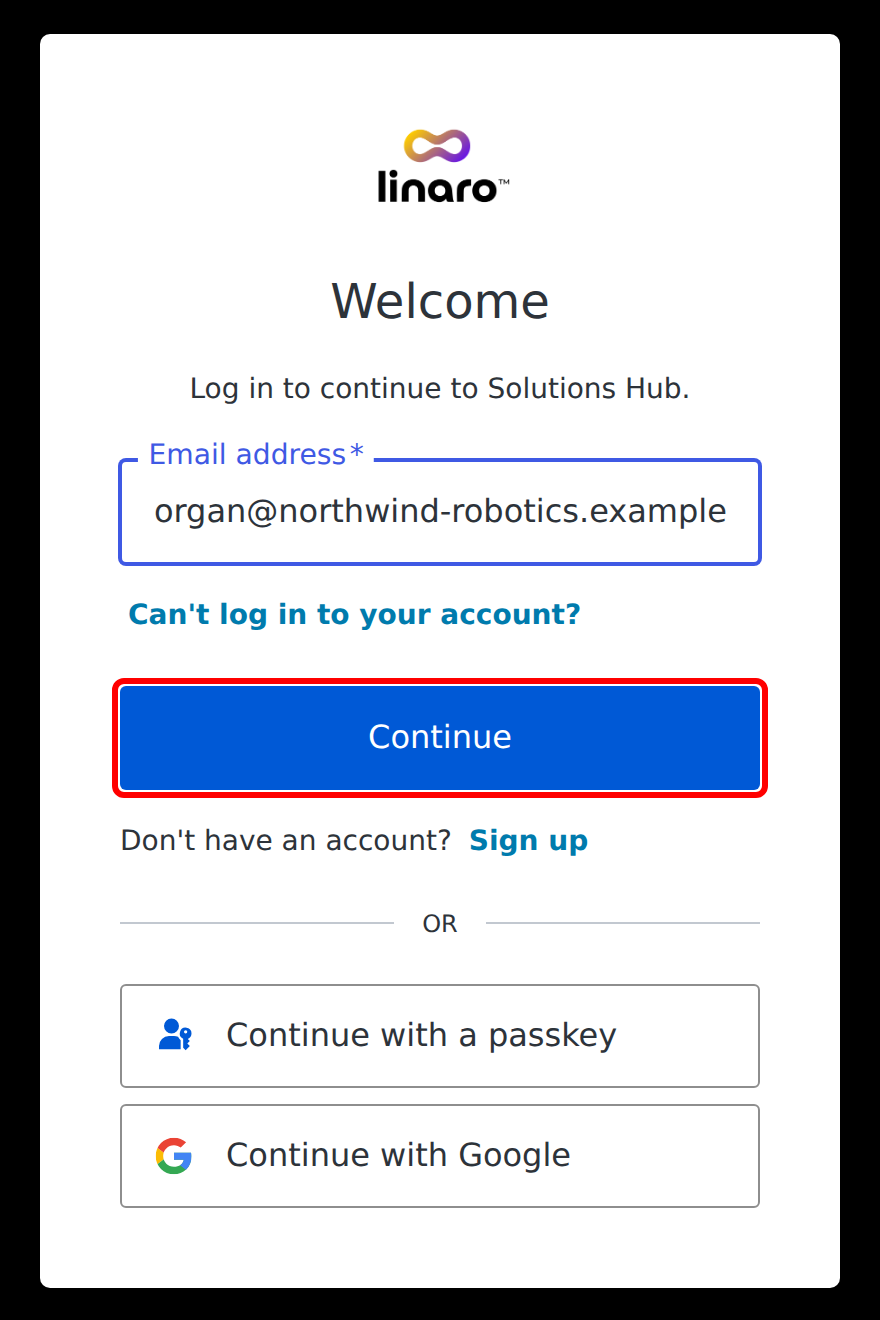 linaro™
Welcome
Log in to continue to Solutions Hub.
Email address*
organ@northwind-robotics.example
Can't log in to your account?
Continue
Don't have an account? Sign up
OR
Continue with a passkey
Continue with Google